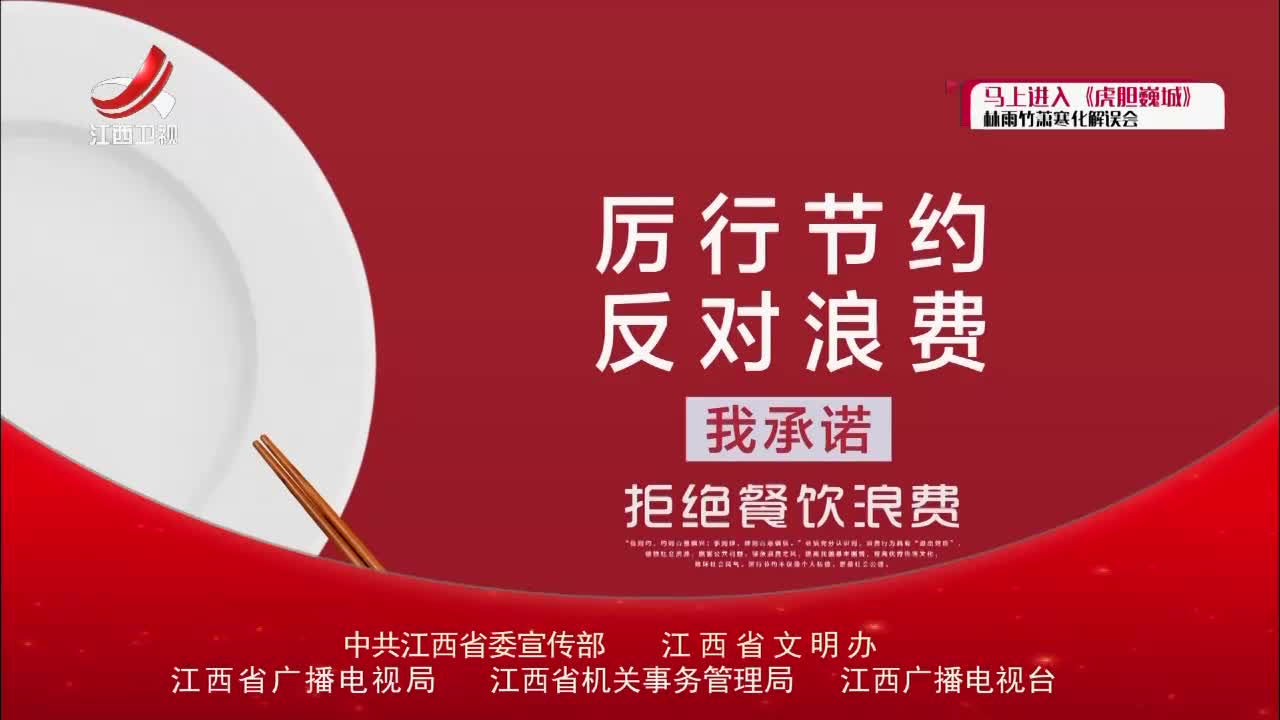 江西卫视
马上进入《虎胆巍城》
林雨竹萧寒化解误会
厉行节约
反对浪费
我承诺
拒绝餐饮浪费
中共江西省委宣传部 江西省文明办
江西省广播电视局 江西省机关事务管理局 江西广播电视台